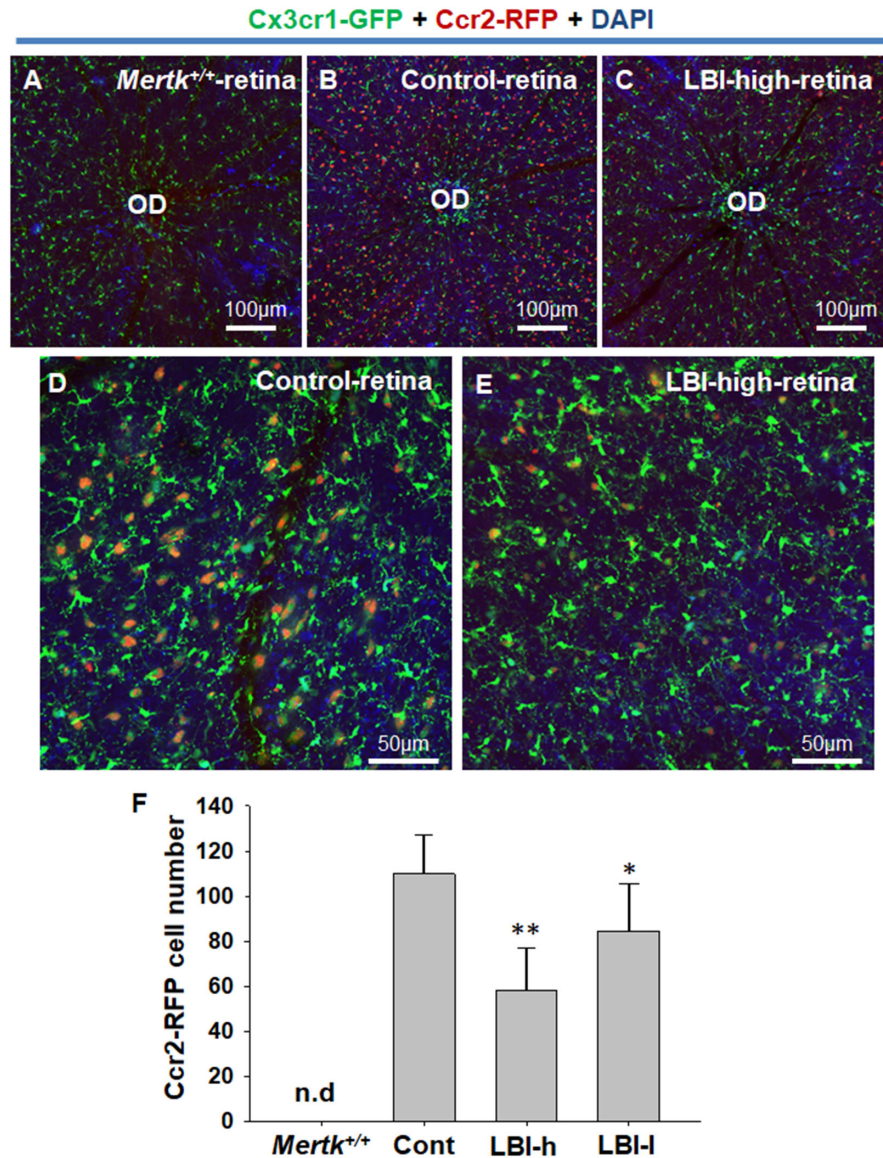 Cx3cr1-GFP + Ccr2-RFP + DAPI
A Mertk+/+-retina
B Control-retina
C LBI-high-retina
OD
OD
OD
100µm
100µm
100µm
D Control-retina
E LBI-high-retina
50µm
50µm
F
Ccr2-RFP cell number
140
120
100
80
60
40
20
0
n.d
**
*
Mertk+/+ Cont LBI-h LBI-l